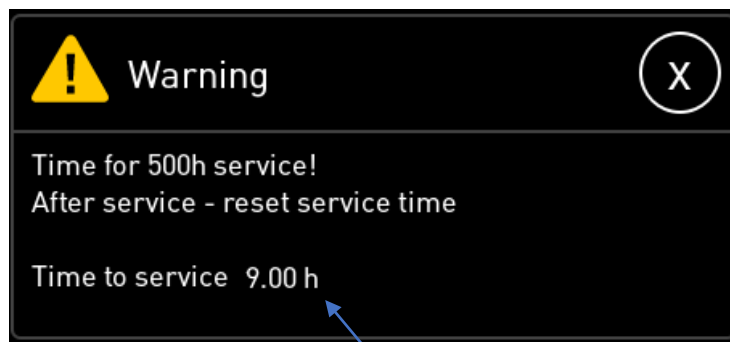 Warning
X
Time for 500h service!
After service - reset service time
Time to service 9.00 h